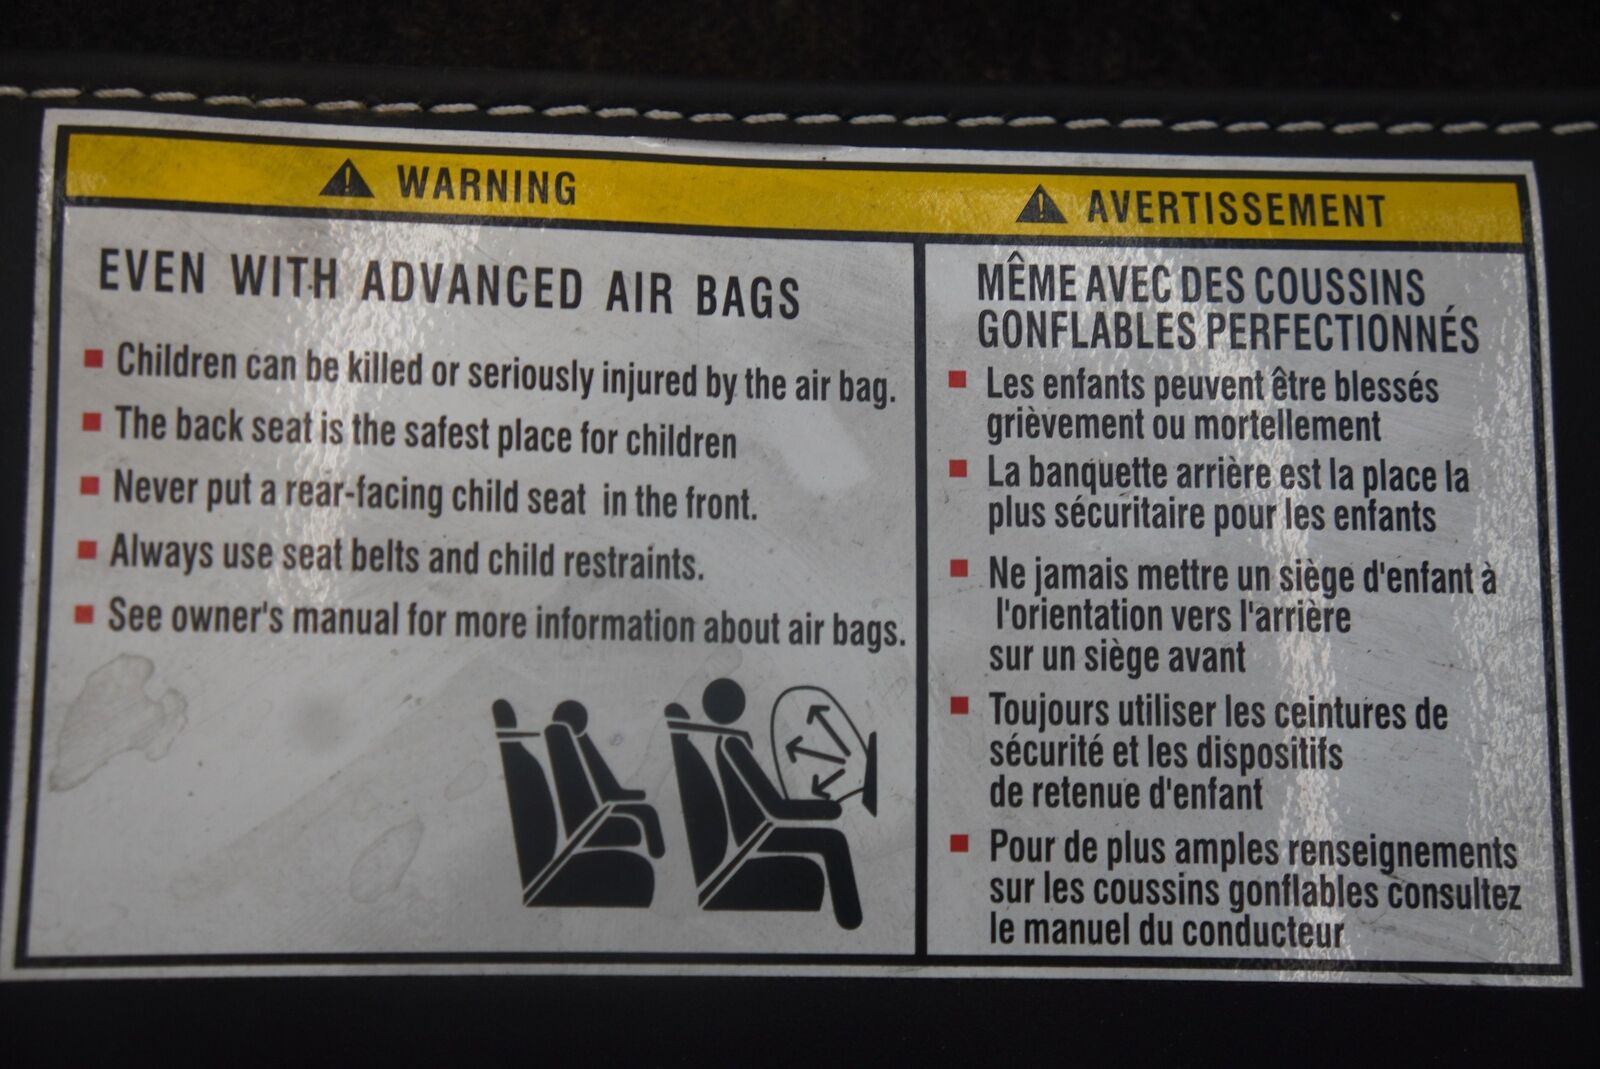 WARNING
EVEN WITH ADVANCED AIR BAGS
Children can be killed or seriously injured by the air bag.
The back seat is the safest place for children
Never put a rear-facing child seat in the front.
Always use seat belts and child restraints.
See owner's manual for more information about air bags.
AVERTISSEMENT
MÊME AVEC DES COUSSINS
GONFLABLES PERFECTIONNÉS
Les enfants peuvent être blessés
grièvement ou mortellement
La banquette arrière est la place la
plus sécuritaire pour les enfants
Ne jamais mettre un siège d'enfant à
l'orientation vers l'arrière
sur un siège avant
Toujours utiliser les ceintures de
sécurité et les dispositifs
de retenue d'enfant
Pour de plus amples renseignements
sur les coussins gonflables consultez
le manuel du conducteur